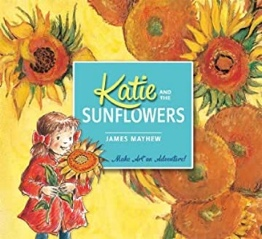 Katie AND THE
SUNFLOWERS
JAMES MAYHEW
Make Art an Adventure!